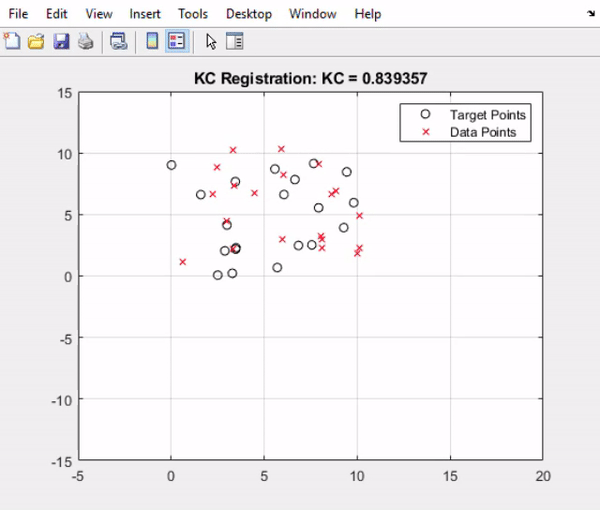 File Edit View Insert Tools Desktop Window Help
KC Registration: KC = 0.839357
Target Points
Data Points
15
10
5
0
-5
-10
-15
-5 0 5 10 15 20